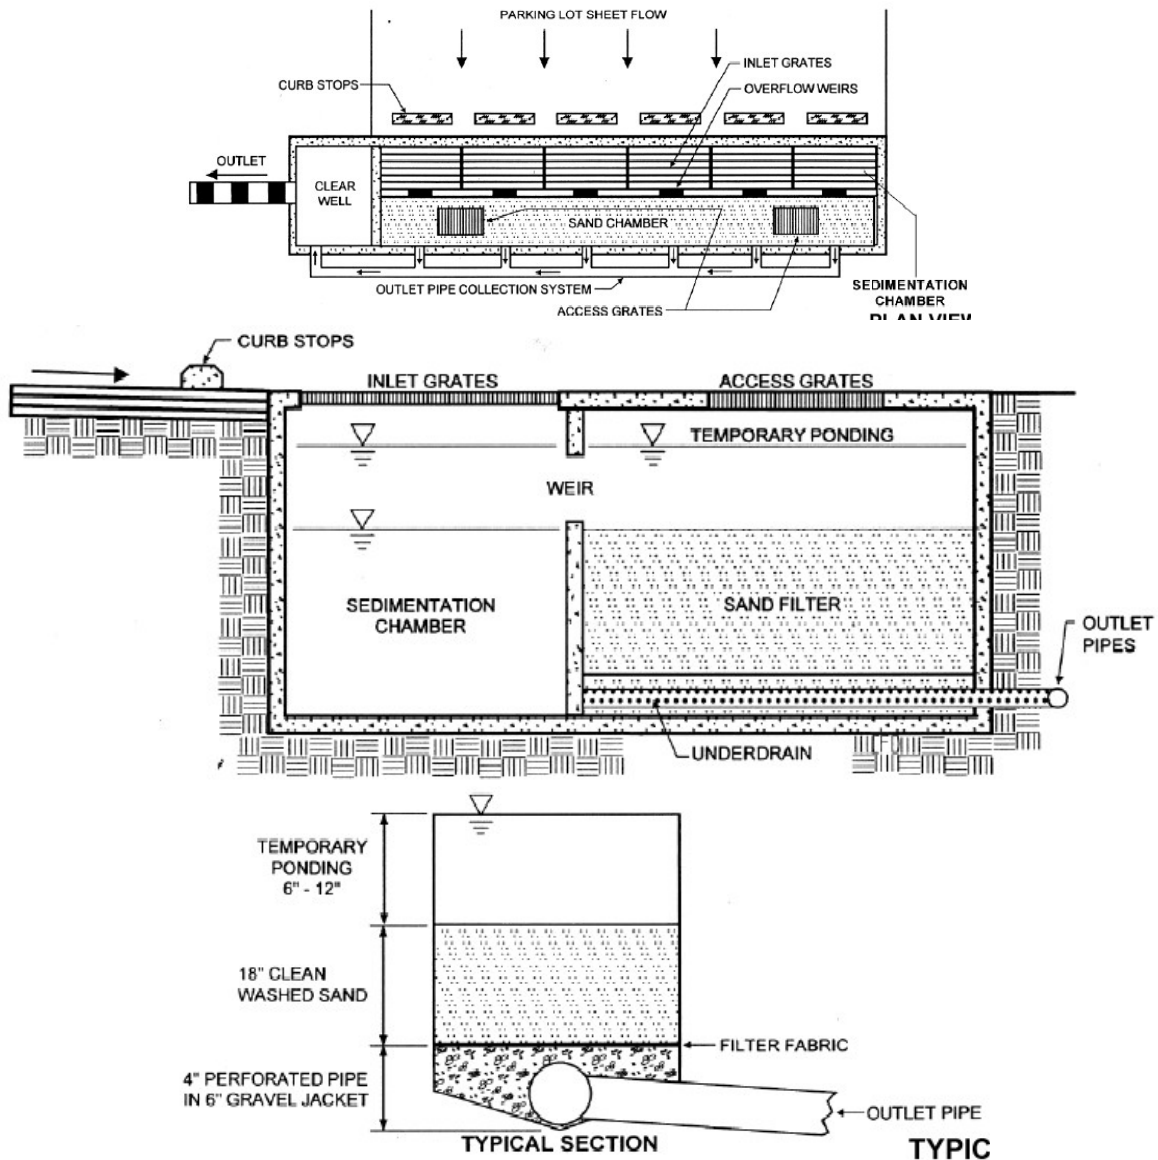 PARKING LOT SHEET FLOW
INLET GRATES
CURB STOPS
OVERFLOW WEIRS
OUTLET
CLEAR
WELL
SAND CHAMBER
SEDIMENTATION
CHAMBER
OUTLET PIPE COLLECTION SYSTEM
ACCESS GRATES
PLAN VIEW
CURB STOPS
INLET GRATES
ACCESS GRATES
TEMPORARY PONDING
WEIR
SEDIMENTATION
CHAMBER
SAND FILTER
OUTLET
PIPES
UNDERDRAIN
TEMPORARY
PONDING
6" - 12"
18" CLEAN
WASHED SAND
FILTER FABRIC
4" PERFORATED PIPE
IN 6" GRAVEL JACKET
OUTLET PIPE
TYPICAL SECTION
TYPIC